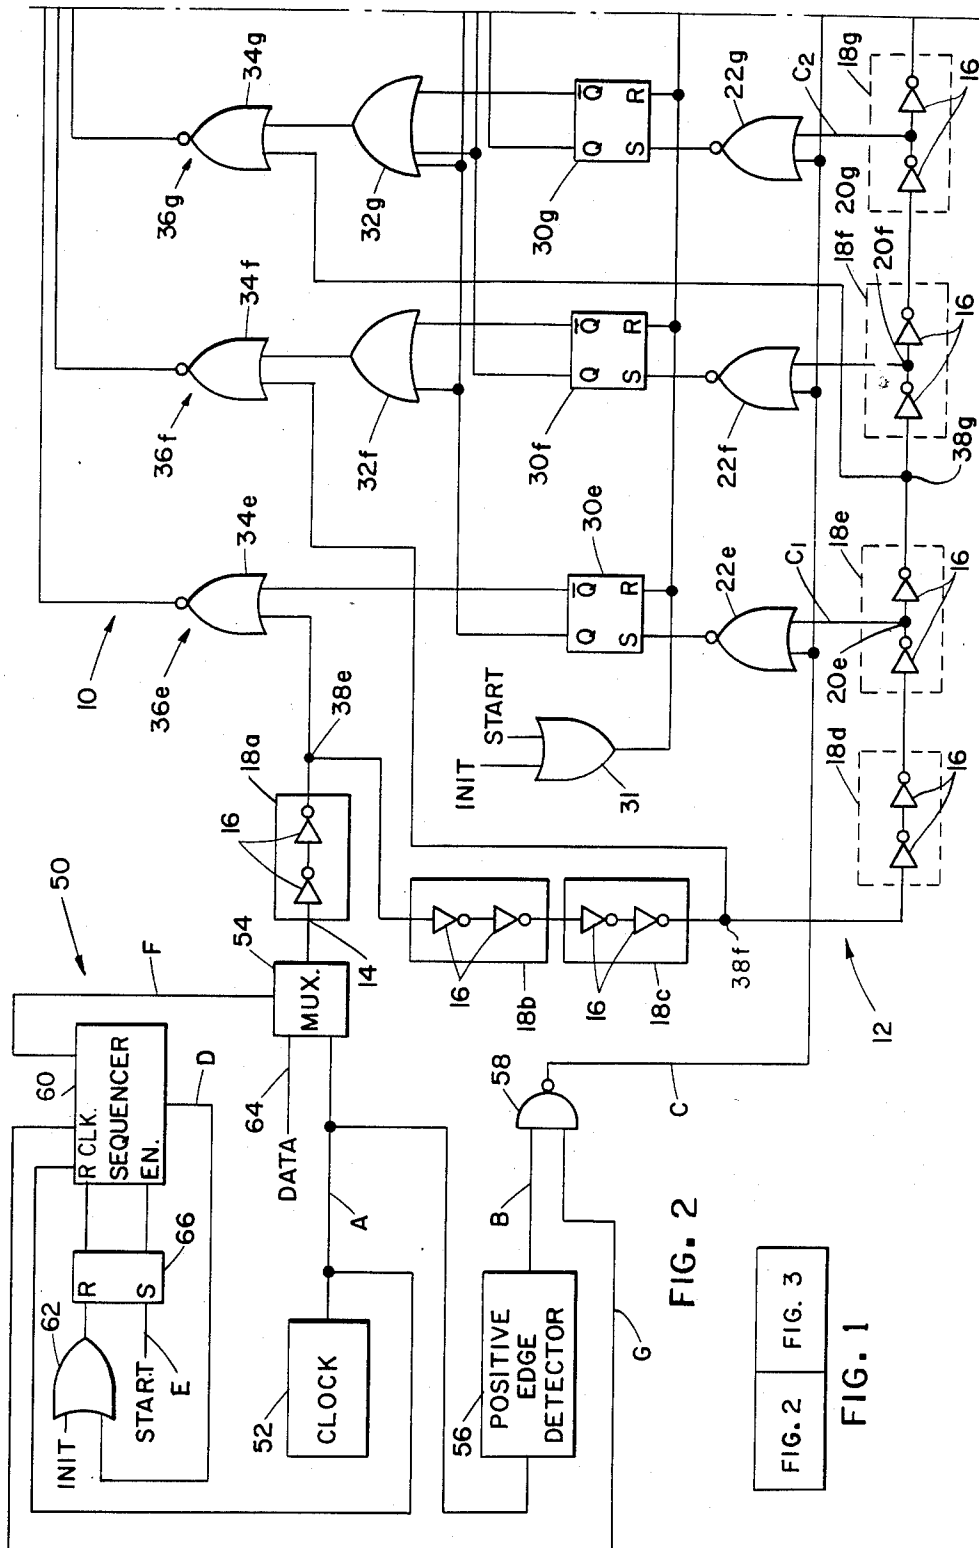 10
36e
34e
36f
34f
36g
34g
50
F
60
R CLK.
SEQUENCER
EN.
D
62
INIT
START
E
R
S
66
54
MUX.
64
DATA
14
A
52
CLOCK
18a
16
38e
32f
32g
INIT
START
31
Q
Q
S
R
30e
Q
Q
S
R
30f
Q
Q
S
R
30g
16
18b
16
18c
38f
12
58
B
C
56
POSITIVE
EDGE
DETECTOR
G
22e
22f
22g
C1
C2
18d
16
18e
20e
16
38g
18f
20f
16
18g
20g
16
FIG. 2
FIG. 2
FIG. 3
FIG. 1